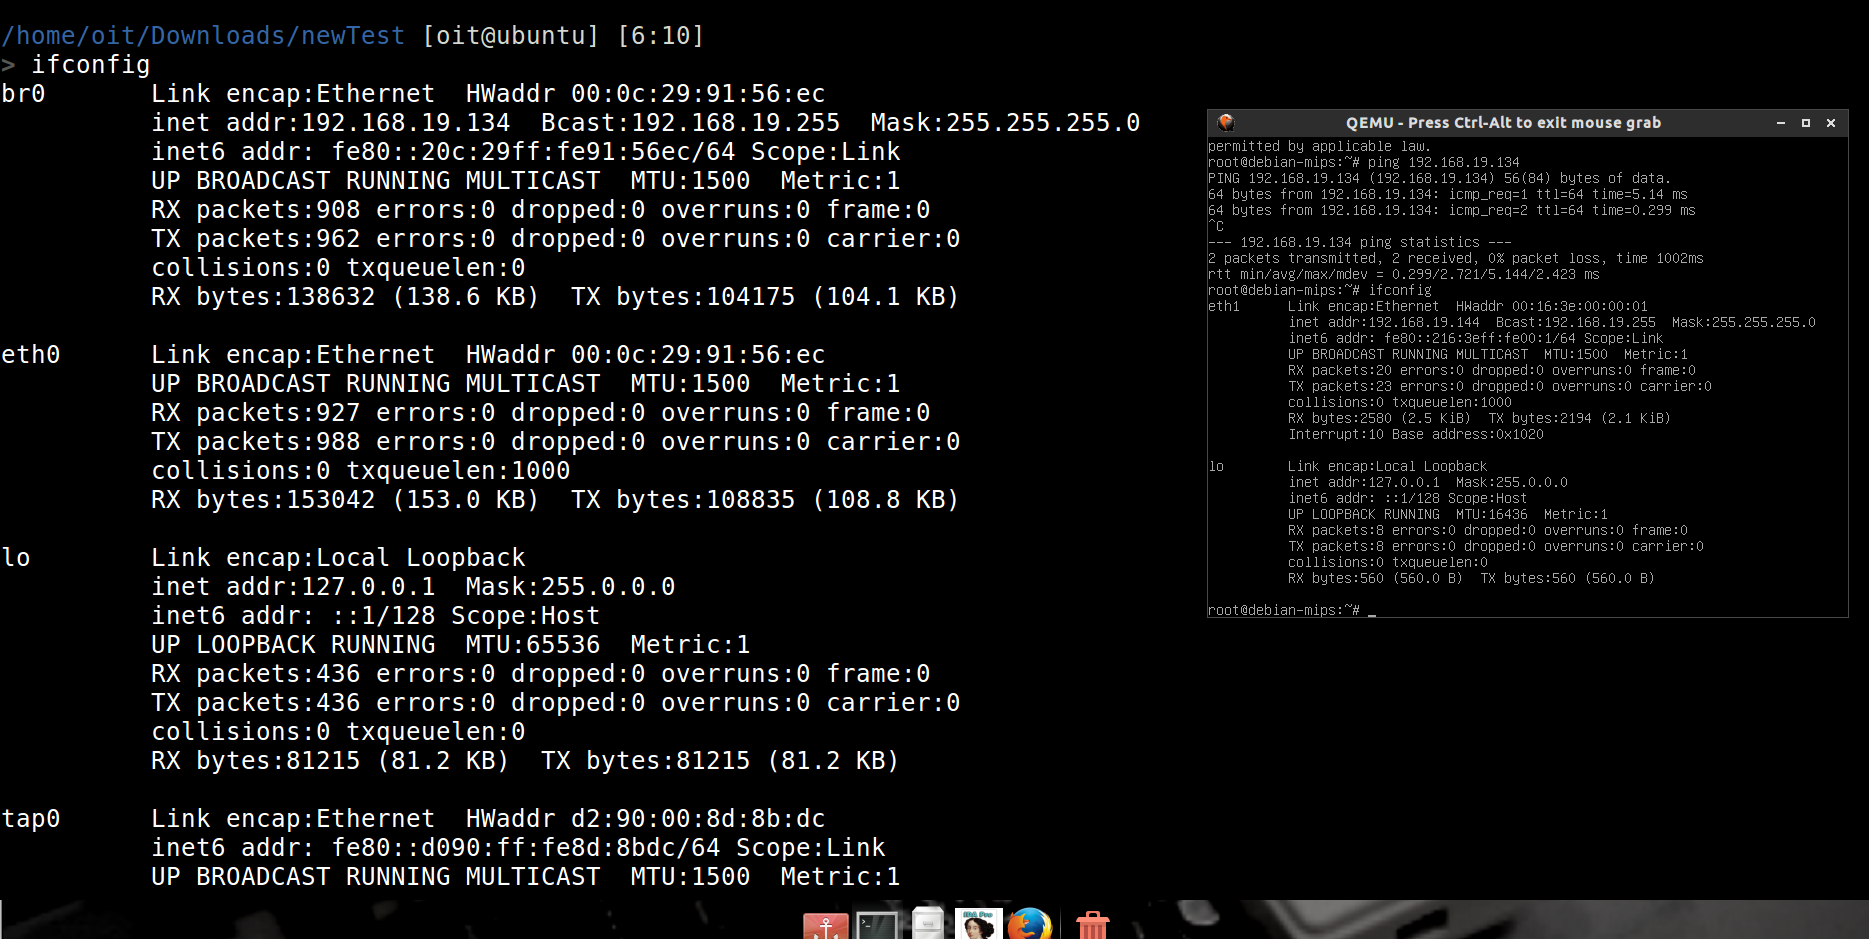 /home/oit/Downloads/newTest [oit@ubuntu] [6:10]
> ifconfig
br0       Link encap:Ethernet  HWaddr 00:0c:29:91:56:ec
          inet addr:192.168.19.134  Bcast:192.168.19.255  Mask:255.255.255.0
          inet6 addr: fe80::20c:29ff:fe91:56ec/64 Scope:Link
          UP BROADCAST RUNNING MULTICAST  MTU:1500  Metric:1
          RX packets:908 errors:0 dropped:0 overruns:0 frame:0
          TX packets:962 errors:0 dropped:0 overruns:0 carrier:0
          collisions:0 txqueuelen:0
          RX bytes:138632 (138.6 KB)  TX bytes:104175 (104.1 KB)

eth0      Link encap:Ethernet  HWaddr 00:0c:29:91:56:ec
          UP BROADCAST RUNNING MULTICAST  MTU:1500  Metric:1
          RX packets:927 errors:0 dropped:0 overruns:0 frame:0
          TX packets:988 errors:0 dropped:0 overruns:0 carrier:0
          collisions:0 txqueuelen:1000
          RX bytes:153042 (153.0 KB)  TX bytes:108835 (108.8 KB)

lo        Link encap:Local Loopback
          inet addr:127.0.0.1  Mask:255.0.0.0
          inet6 addr: ::1/128 Scope:Host
          UP LOOPBACK RUNNING  MTU:65536  Metric:1
          RX packets:436 errors:0 dropped:0 overruns:0 frame:0
          TX packets:436 errors:0 dropped:0 overruns:0 carrier:0
          collisions:0 txqueuelen:0
          RX bytes:81215 (81.2 KB)  TX bytes:81215 (81.2 KB)

tap0      Link encap:Ethernet  HWaddr d2:90:00:8d:8b:dc
          inet6 addr: fe80::d090:ff:fe8d:8bdc/64 Scope:Link
          UP BROADCAST RUNNING MULTICAST  MTU:1500  Metric:1
QEMU - Press Ctrl-Alt to exit mouse grab
permitted by applicable law.
root@debian-mips:~# ping 192.168.19.134
PING 192.168.19.134 (192.168.19.134) 56(84) bytes of data.
64 bytes from 192.168.19.134: icmp_req=1 ttl=64 time=5.14 ms
64 bytes from 192.168.19.134: icmp_req=2 ttl=64 time=0.299 ms
^C
--- 192.168.19.134 ping statistics ---
2 packets transmitted, 2 received, 0% packet loss, time 1002ms
rtt min/avg/max/mdev = 0.299/2.721/5.144/2.423 ms
root@debian-mips:~# ifconfig
eth1      Link encap:Ethernet  HWaddr 00:16:3e:00:00:01
          inet addr:192.168.19.144  Bcast:192.168.19.255  Mask:255.255.255.0
          inet6 addr: fe80::216:3eff:fe00:1/64 Scope:Link
          UP BROADCAST RUNNING MULTICAST  MTU:1500  Metric:1
          RX packets:20 errors:0 dropped:0 overruns:0 frame:0
          TX packets:23 errors:0 dropped:0 overruns:0 carrier:0
          collisions:0 txqueuelen:1000
          RX bytes:2580 (2.5 KiB)  TX bytes:2194 (2.1 KiB)
          Interrupt:10 Base address:0x1020

lo        Link encap:Local Loopback
          inet addr:127.0.0.1  Mask:255.0.0.0
          inet6 addr: ::1/128 Scope:Host
          UP LOOPBACK RUNNING  MTU:16436  Metric:1
          RX packets:8 errors:0 dropped:0 overruns:0 frame:0
          TX packets:8 errors:0 dropped:0 overruns:0 carrier:0
          collisions:0 txqueuelen:0
          RX bytes:560 (560.0 B)  TX bytes:560 (560.0 B)

root@debian-mips:~# _
IDA Pro